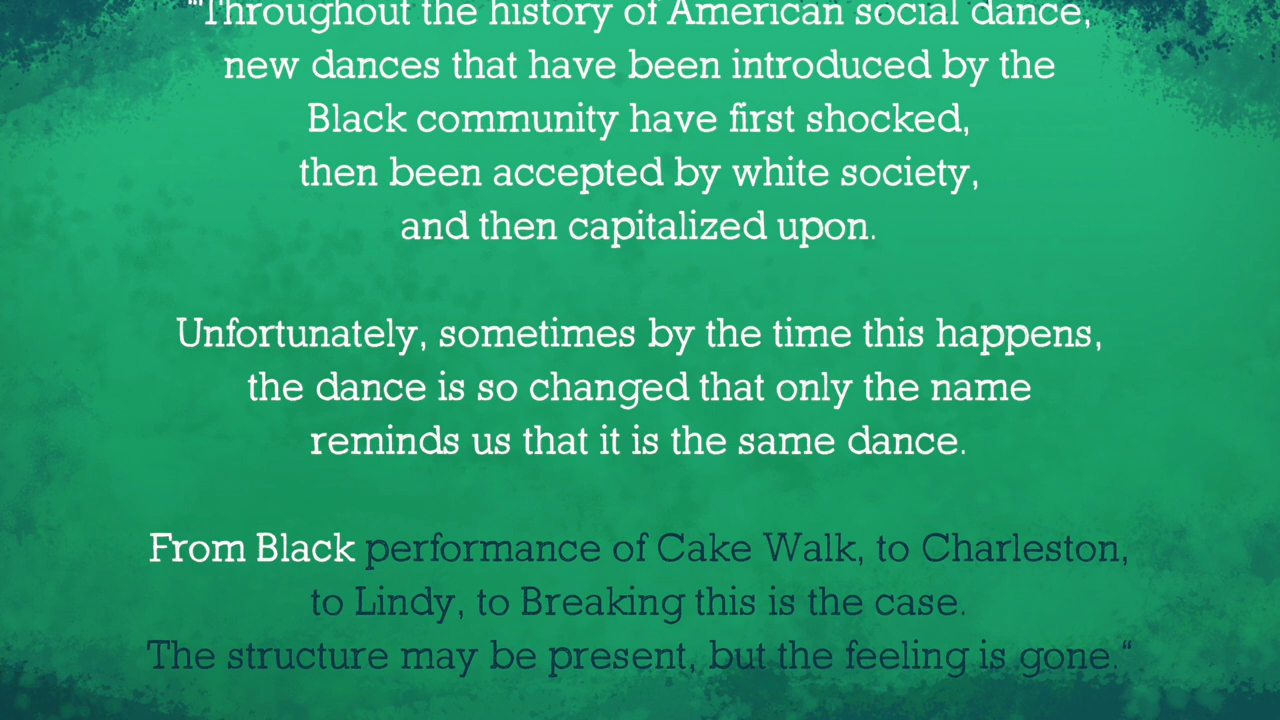 "Throughout the history of American social dance,
new dances that have been introduced by the
Black community have first shocked,
then been accepted by white society,
and then capitalized upon.
Unfortunately, sometimes by the time this happens,
the dance is so changed that only the name
reminds us that it is the same dance.
From Black performance of Cake Walk, to Charleston,
to Lindy, to Breaking this is the case.
The structure may be present, but the feeling is gone.“